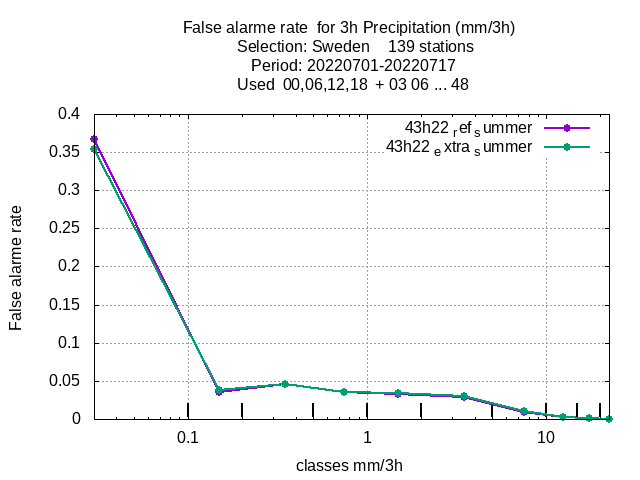 False alarme rate  for 3h Precipitation (mm/3h)
Selection: Sweden    139 stations
Period: 20220701-20220717
Used  00,06,12,18  + 03 06 ... 48
43h22 ref summer
43h22 extra summer
0.4
0.35
0.3
0.25
0.2
0.15
0.1
0.05
0
False alarme rate
0.1 1 10
classes mm/3h